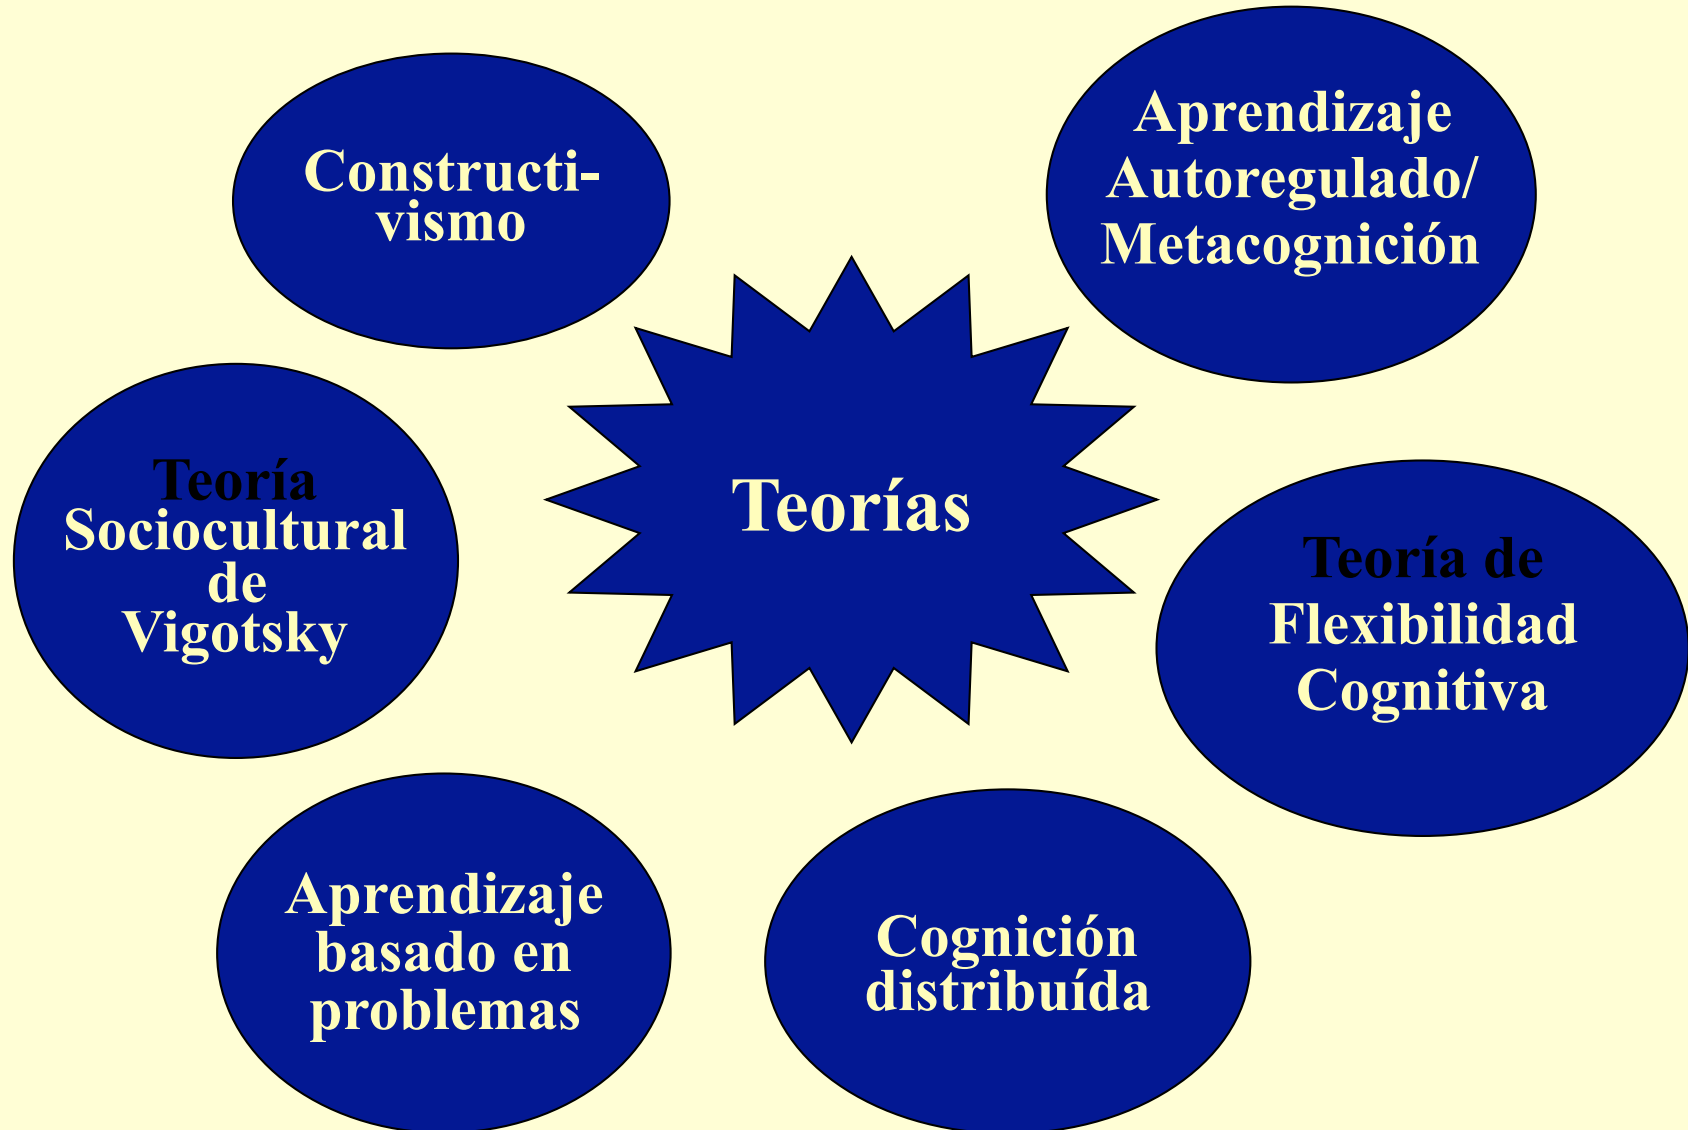 Constructi-
vismo
Aprendizaje
Autoregulado/
Metacognición
Teoría
Sociocultural
de
Vigotsky
Teorías
Teoría de
Flexibilidad
Cognitiva
Aprendizaje
basado en
problemas
Cognición
distribuída